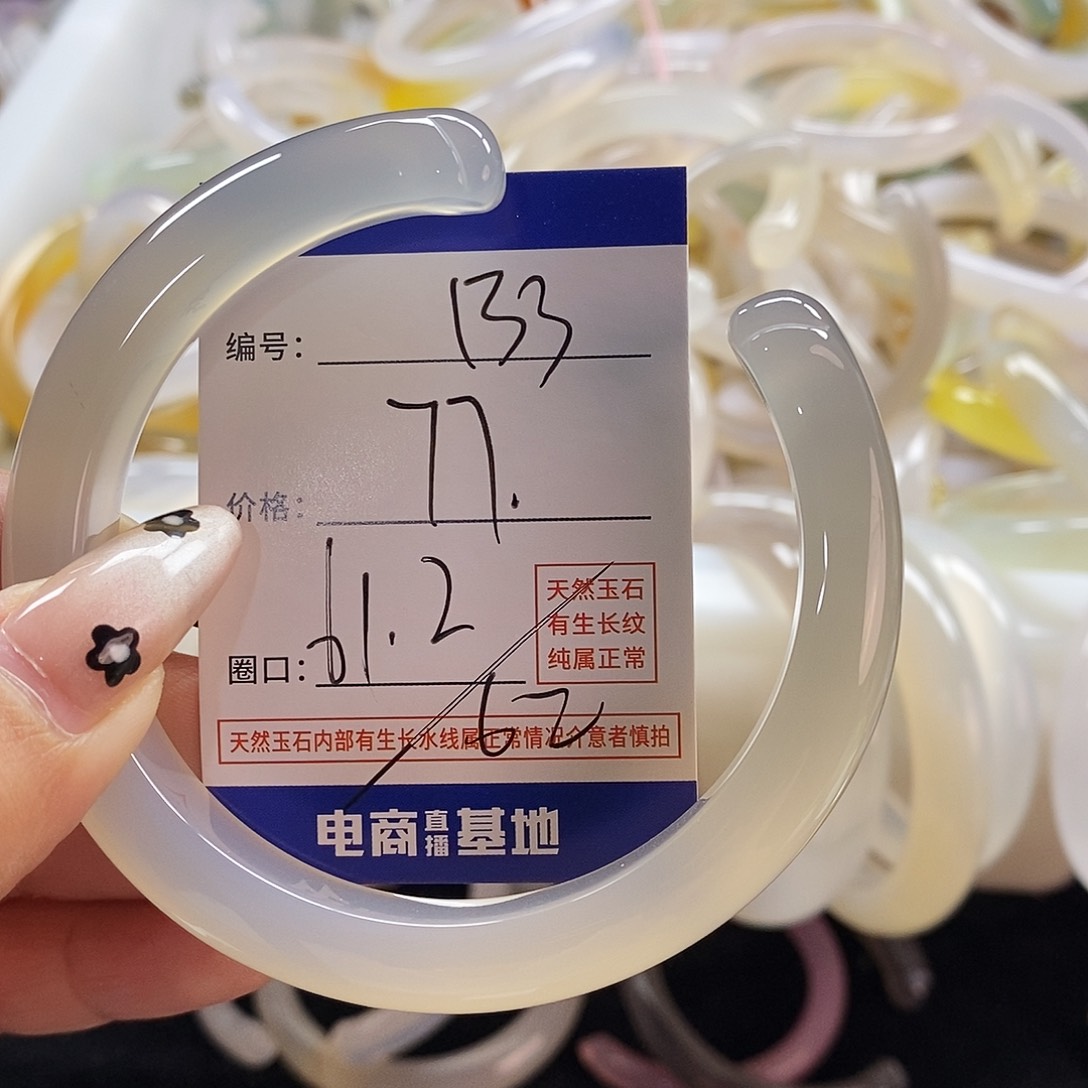 编号: 133
价格: 77.
圈口: 61.2
天然玉石
有生长纹
纯属正常
天然玉石内部有生长水线属正常情况介意者慎拍
电商直播基地